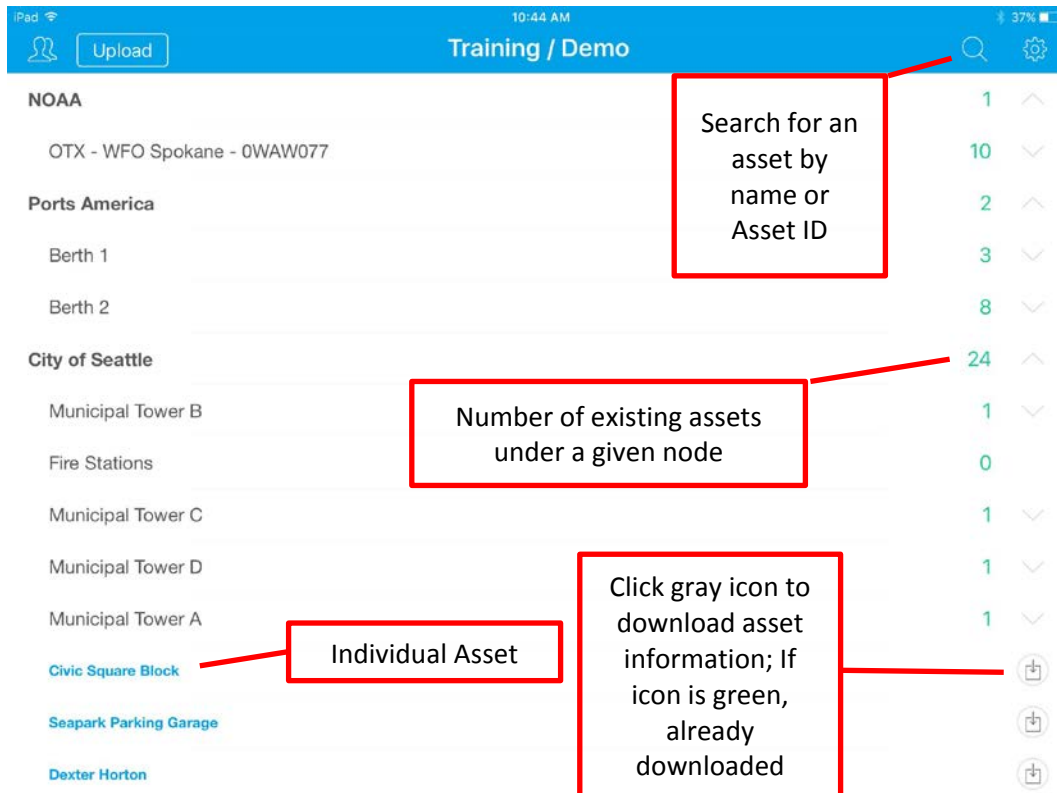 iPad 10:44 AM 37%
Upload Training / Demo
NOAA 1
OTX - WFO Spokane - 0WAW077 10
Ports America 2
Berth 1 3
Berth 2 8
City of Seattle 24
Municipal Tower B 1
Fire Stations 0
Municipal Tower C 1
Municipal Tower D 1
Municipal Tower A 1
Civic Square Block
Seapark Parking Garage
Dexter Horton
Search for an
asset by
name or
Asset ID
Number of existing assets
under a given node
Individual Asset
Click gray icon to
download asset
information; If
icon is green,
already
downloaded